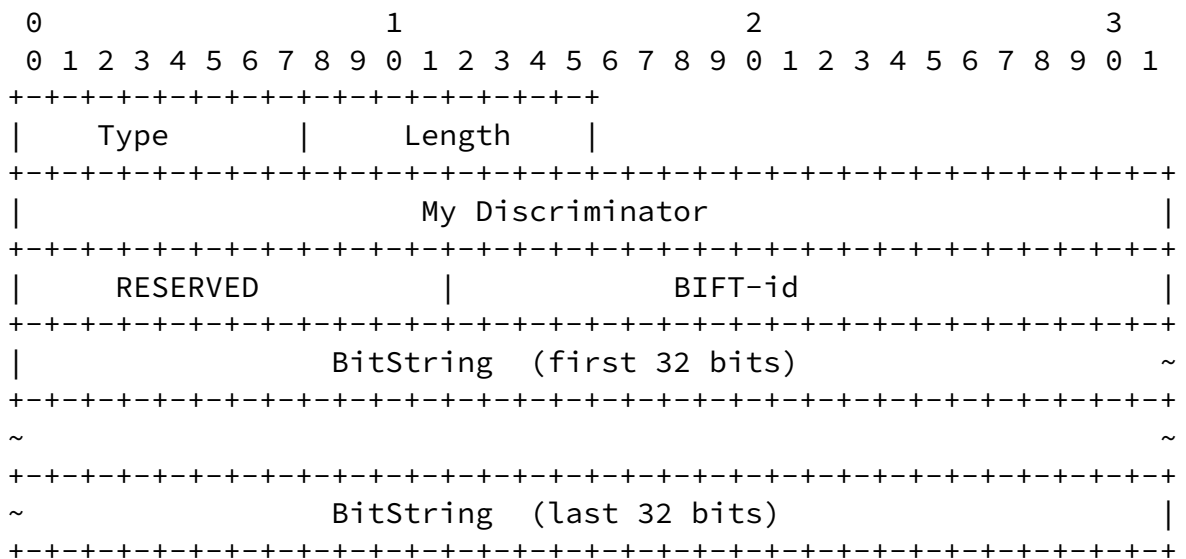 0 1 2 3
0 1 2 3 4 5 6 7 8 9 0 1 2 3 4 5 6 7 8 9 0 1 2 3 4 5 6 7 8 9 0 1
+-+-+-+-+-+-+-+-+-+-+-+-+-+-+-+-+
| Type | Length |
+-+-+-+-+-+-+-+-+-+-+-+-+-+-+-+-+-+-+-+-+-+-+-+-+-+-+-+-+-+-+-+-+
| My Discriminator |
+-+-+-+-+-+-+-+-+-+-+-+-+-+-+-+-+-+-+-+-+-+-+-+-+-+-+-+-+-+-+-+-+
| RESERVED | BIFT-id |
+-+-+-+-+-+-+-+-+-+-+-+-+-+-+-+-+-+-+-+-+-+-+-+-+-+-+-+-+-+-+-+-+
| BitString (first 32 bits) ~
+-+-+-+-+-+-+-+-+-+-+-+-+-+-+-+-+-+-+-+-+-+-+-+-+-+-+-+-+-+-+-+-+
~ ~
+-+-+-+-+-+-+-+-+-+-+-+-+-+-+-+-+-+-+-+-+-+-+-+-+-+-+-+-+-+-+-+-+
~ BitString (last 32 bits) |
+-+-+-+-+-+-+-+-+-+-+-+-+-+-+-+-+-+-+-+-+-+-+-+-+-+-+-+-+-+-+-+-+